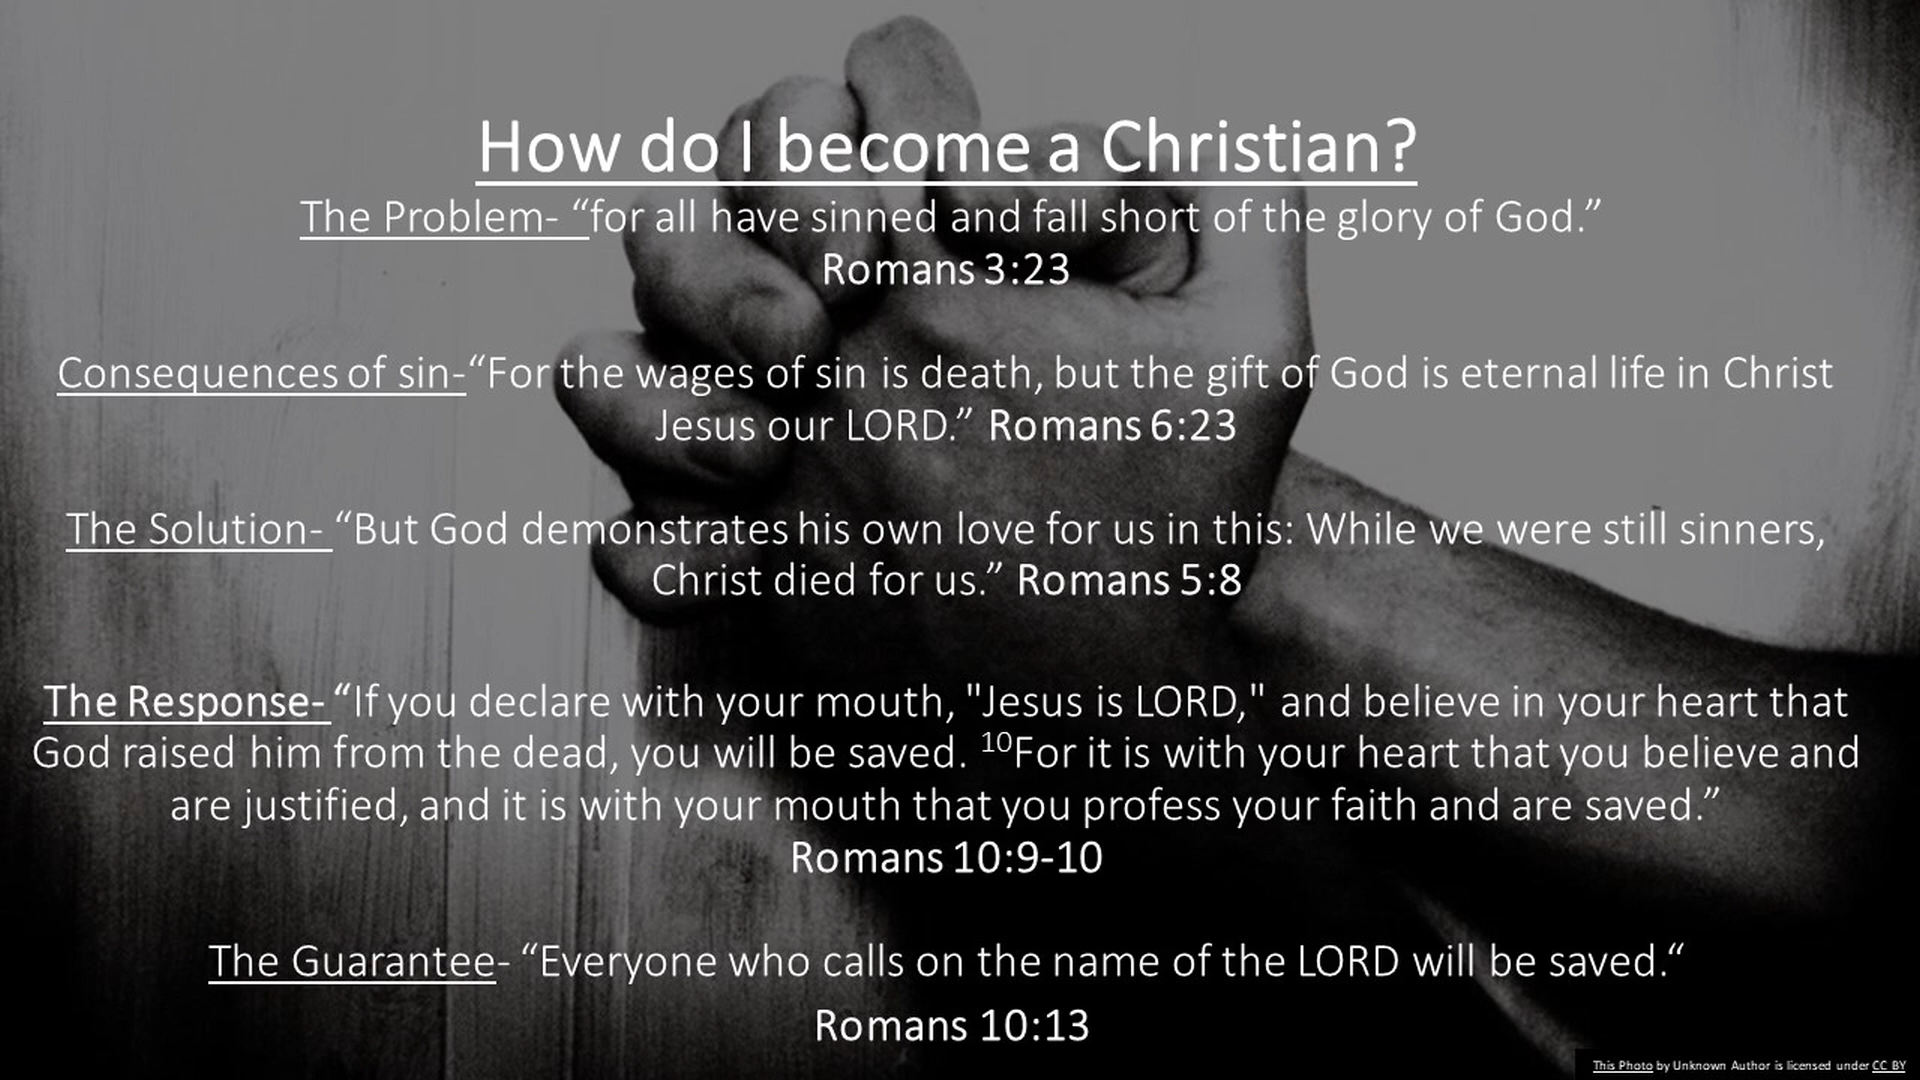 How do I become a Christian?
The Problem- “for all have sinned and fall short of the glory of God.”
Romans 3:23
Consequences of sin-“For the wages of sin is death, but the gift of God is eternal life in Christ
Jesus our LORD.” Romans 6:23
The Solution- “But God demonstrates his own love for us in this: While we were still sinners,
Christ died for us.” Romans 5:8
The Response- “If you declare with your mouth, "Jesus is LORD," and believe in your heart that
God raised him from the dead, you will be saved. ¹⁰For it is with your heart that you believe and
are justified, and it is with your mouth that you profess your faith and are saved.”
Romans 10:9-10
The Guarantee- “Everyone who calls on the name of the LORD will be saved.“
Romans 10:13
This Photo by Unknown Author is licensed under CC BY